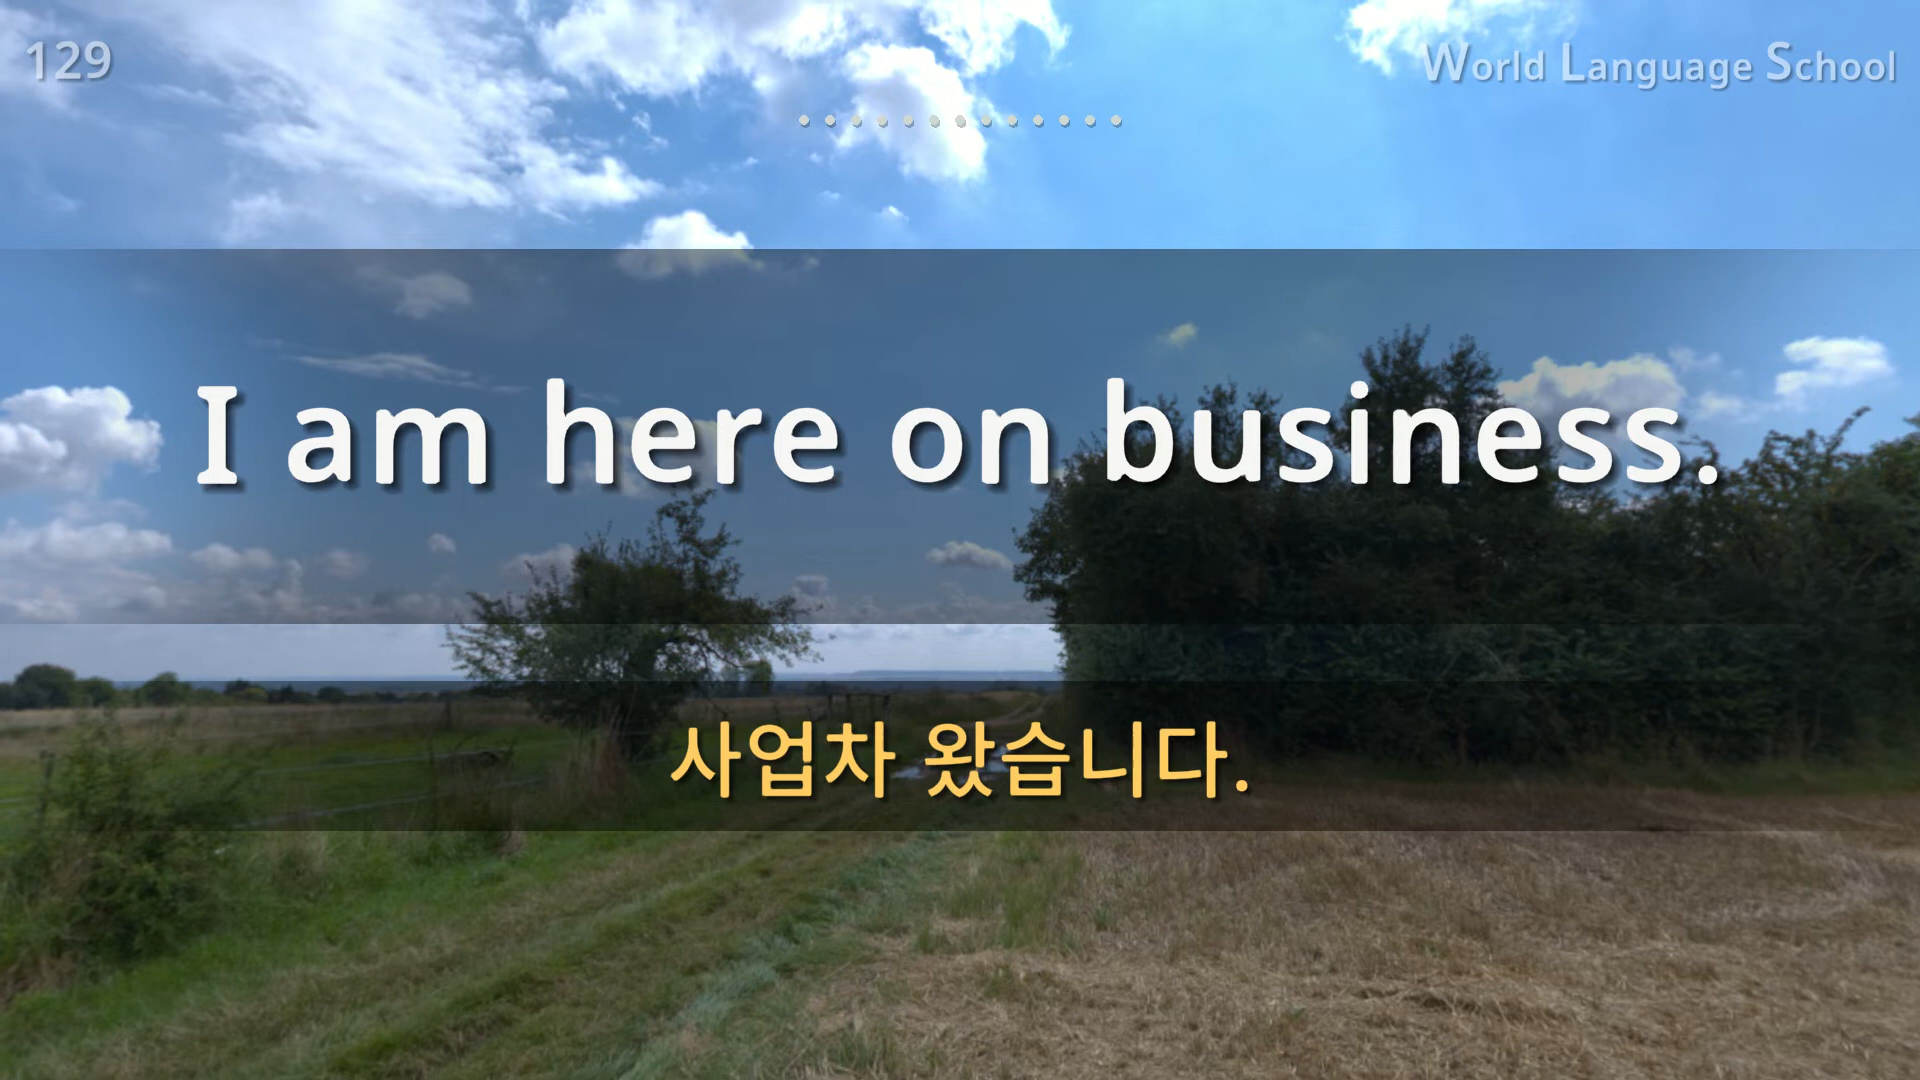 129
World Language School
I am here on business.
사업차 왔습니다.